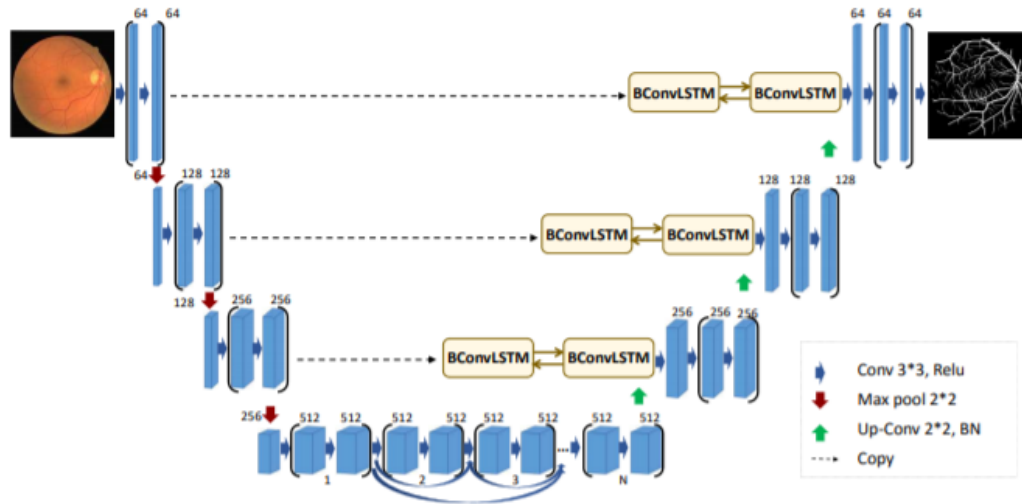 64 64
64 64 64
BConvLSTM BConvLSTM
64 128 128
128 128 128
BConvLSTM BConvLSTM
128 256 256
256 256 256
BConvLSTM BConvLSTM
256 512 512 512 512 512 512 ... 512 512
1 2 3 N
Conv 3*3, Relu
Max pool 2*2
Up-Conv 2*2, BN
Copy